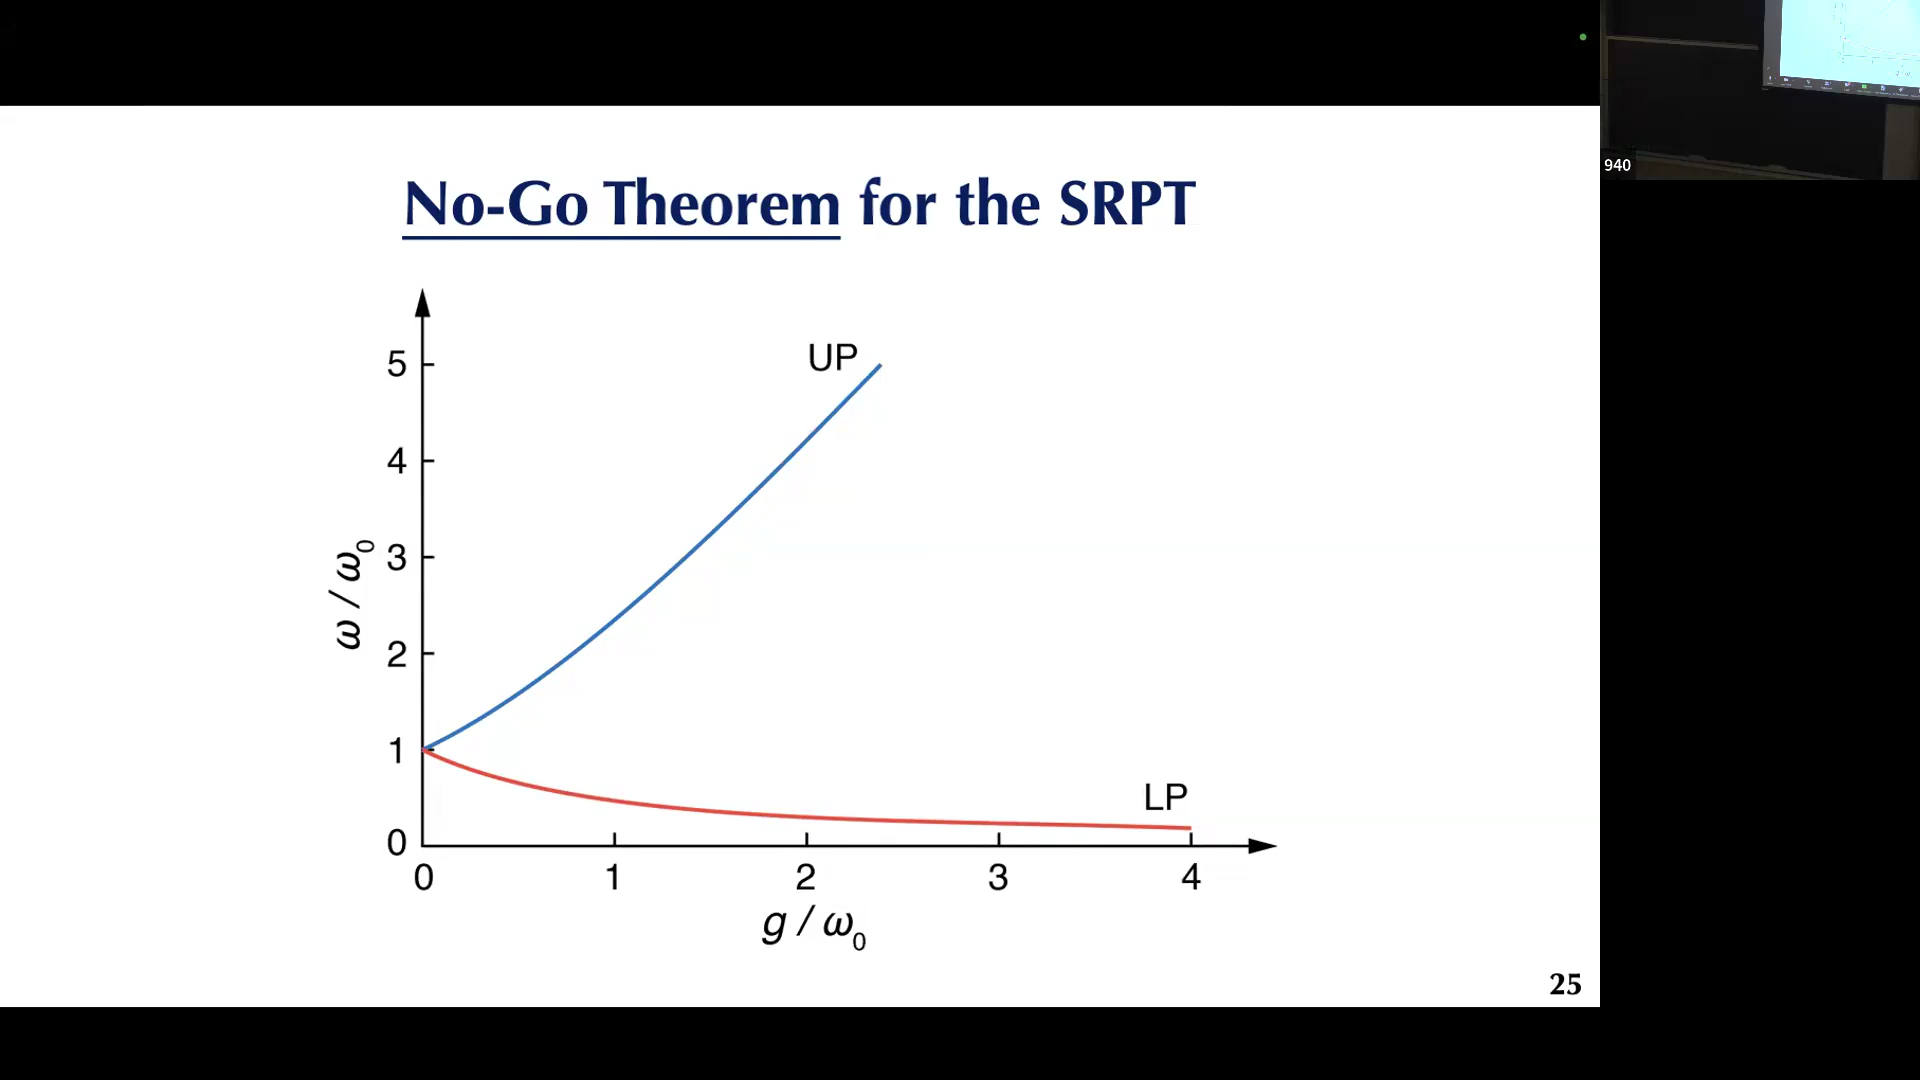 No-Go Theorem for the SRPT
UP
5
4
3
2
1
0
ω / ω₀
LP
0 1 2 3 4
g / ω₀
25
940